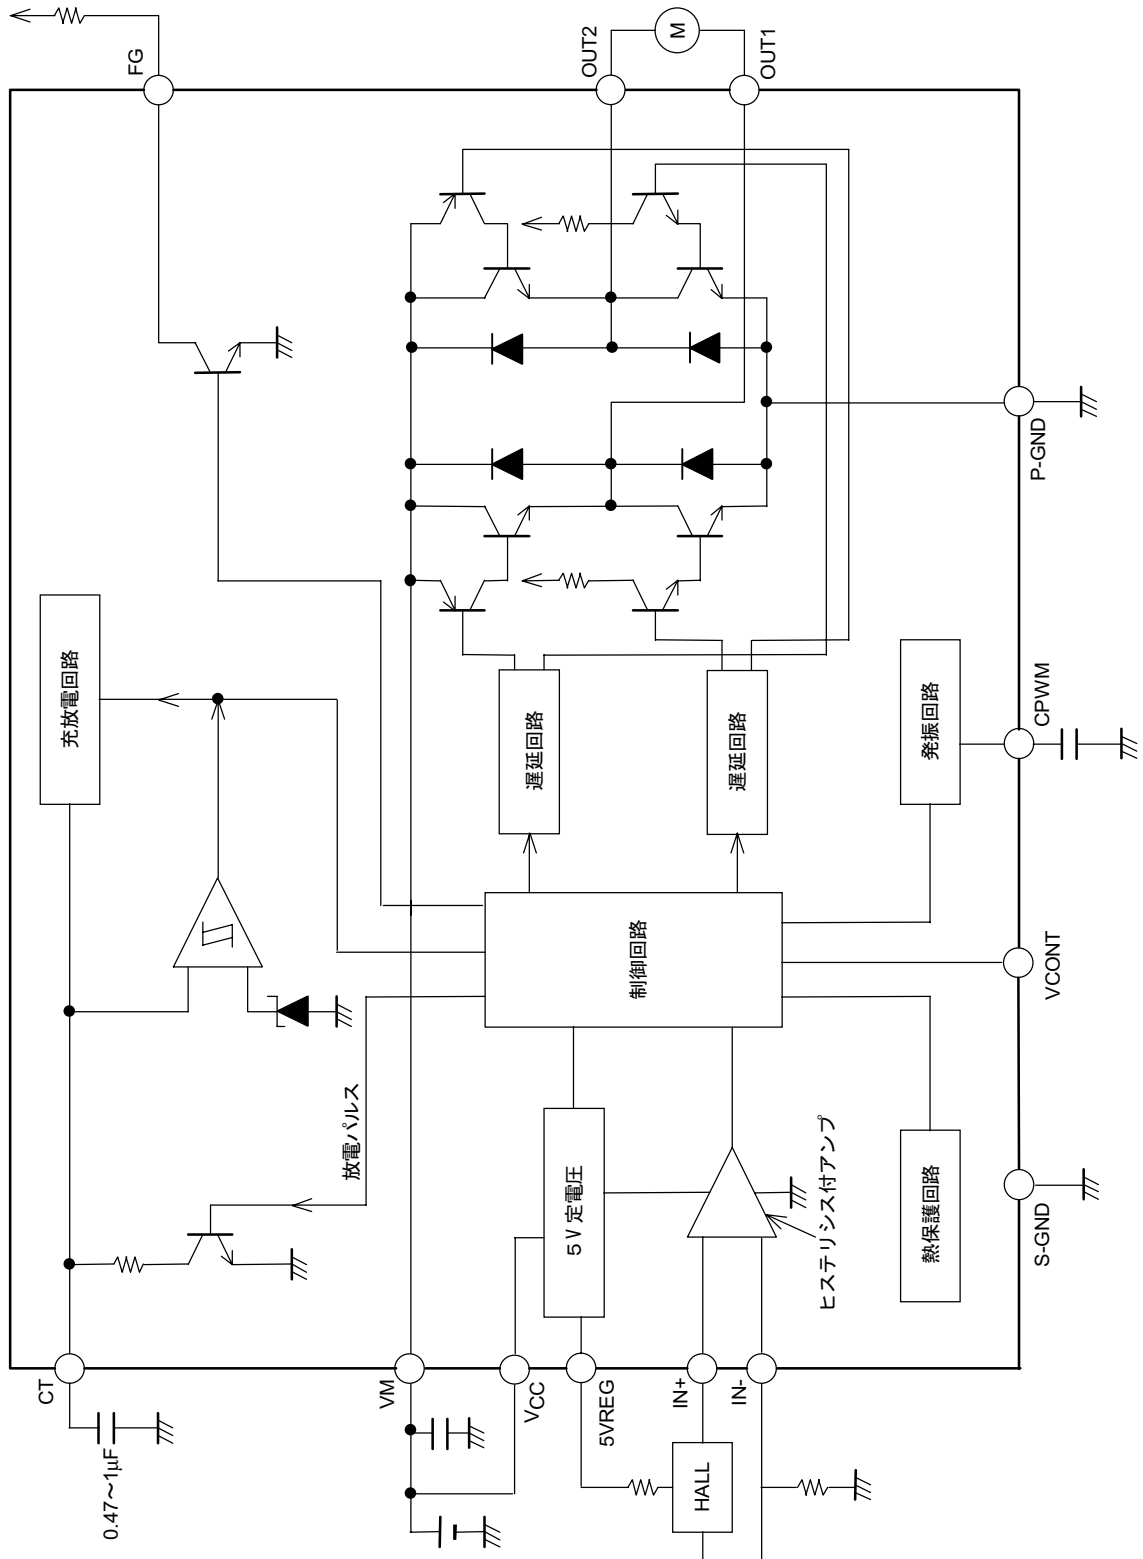 FG
OUT2
M
OUT1
充放電回路
遅延回路
遅延回路
発振回路
CPWM
P-GND
制御回路
VCONT
放電パルス
5V定電圧
ヒステリシス付アンプ
熱保護回路
S-GND
CT
0.47～1μF
VM
VCC
5VREG
IN+
IN-
HALL